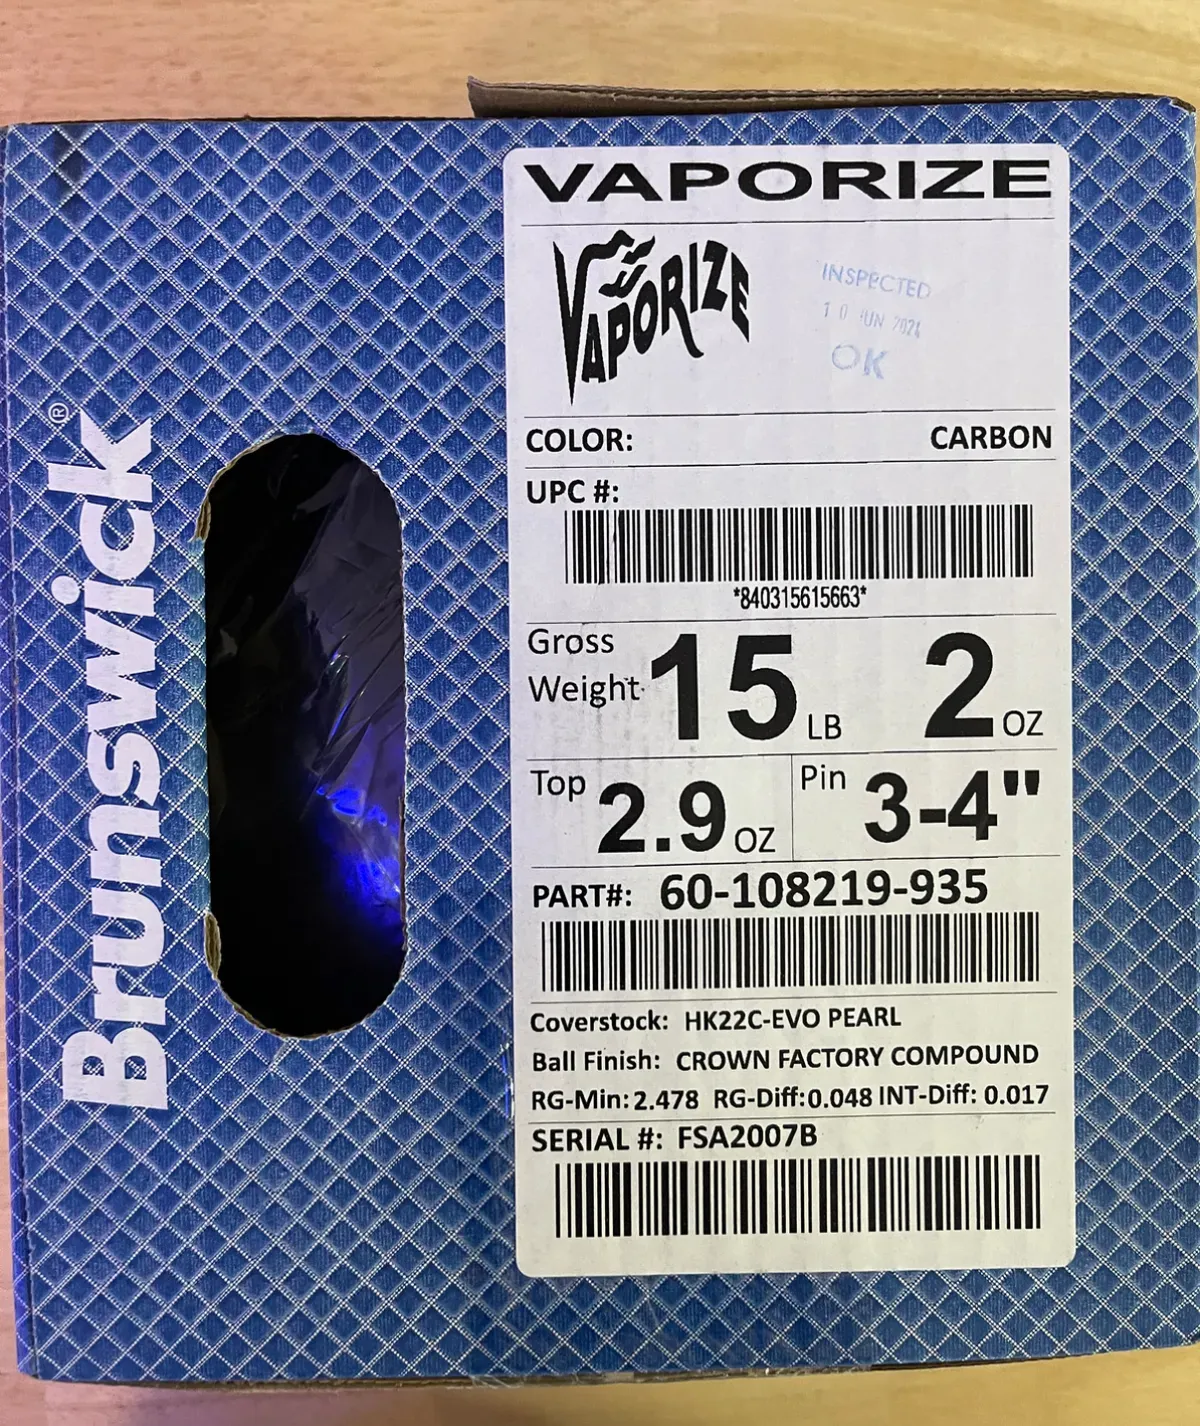 Brunswick®
VAPORIZE
VAPORIZE
INSPECTED
10 JUN 2024
OK
COLOR: CARBON
UPC #:
*840315615663*
Gross Weight 15 LB 2 OZ
Top 2.9 OZ Pin 3-4"
PART#: 60-108219-935
Coverstock: HK22C-EVO PEARL
Ball Finish: CROWN FACTORY COMPOUND
RG-Min: 2.478 RG-Diff:0.048 INT-Diff: 0.017
SERIAL #: FSA2007B